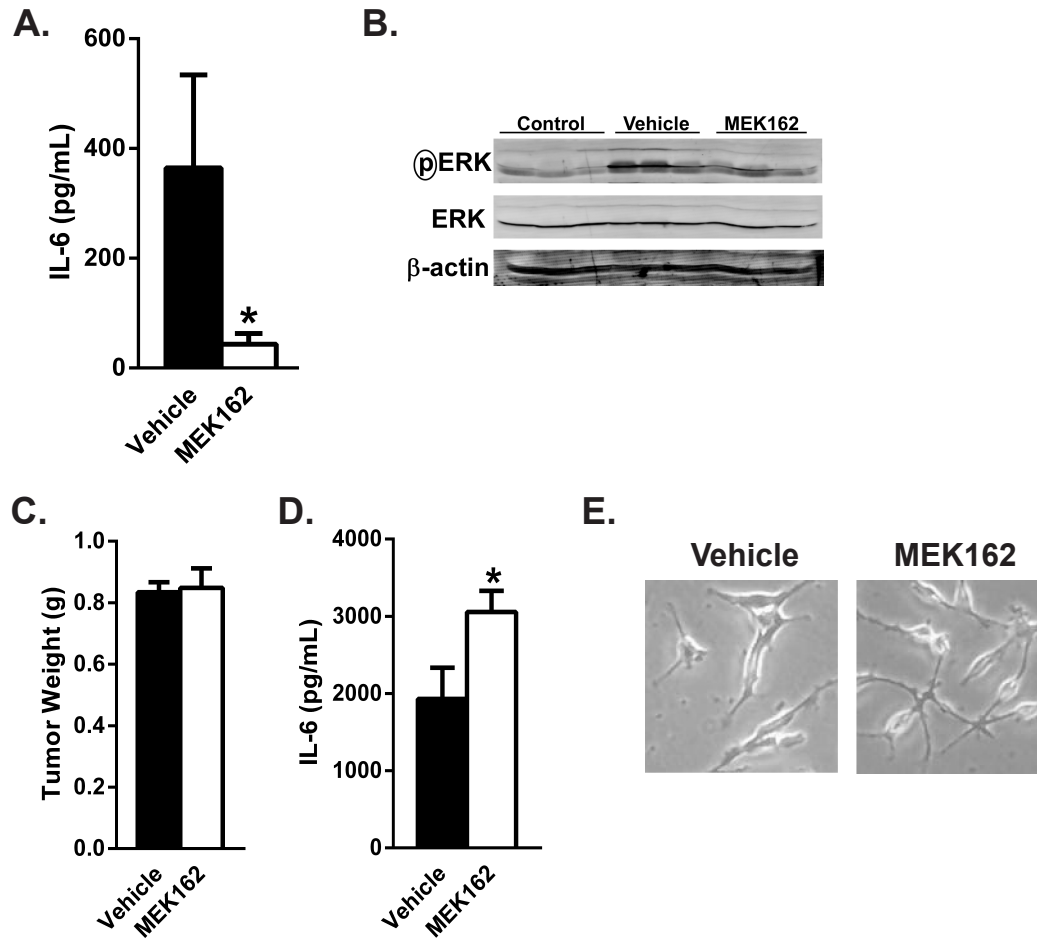 A.
600
400
200
0
IL-6 (pg/mL)
*
Vehicle
MEK162
B.
Control Vehicle MEK162
pERK
ERK
β-actin
C.
1.0
0.8
0.6
0.4
0.2
0.0
Tumor Weight (g)
Vehicle
MEK162
D.
4000
3000
2000
1000
0
IL-6 (pg/mL)
*
Vehicle
MEK162
E.
Vehicle MEK162